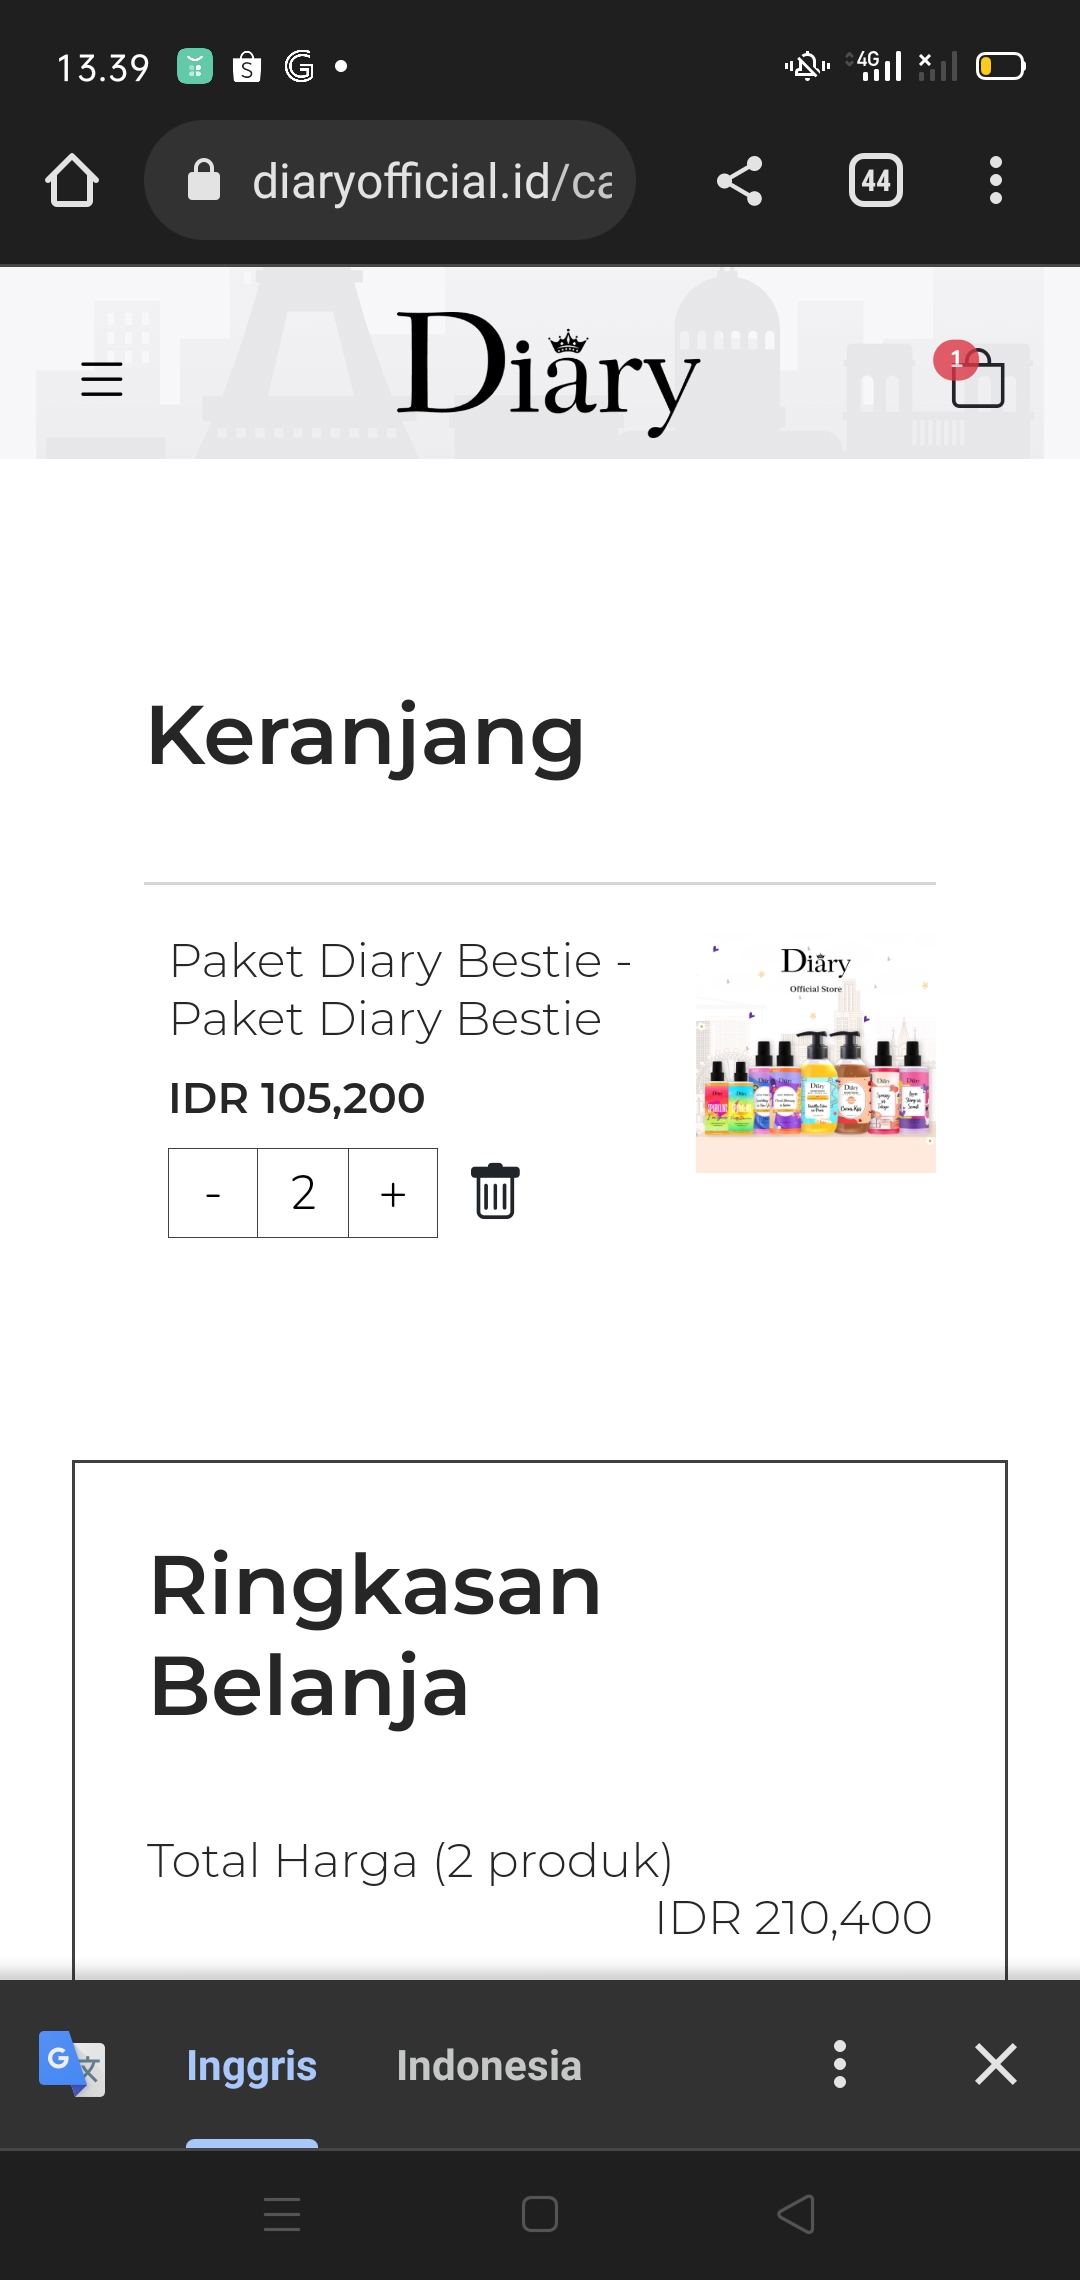 13.39
4G
diaryofficial.id/ca
44
Diary
1
Keranjang
Paket Diary Bestie -
Paket Diary Bestie
IDR 105,200
- 2 +
Diary
Official Store
Ringkasan
Belanja
Total Harga (2 produk)
IDR 210,400
Inggris Indonesia